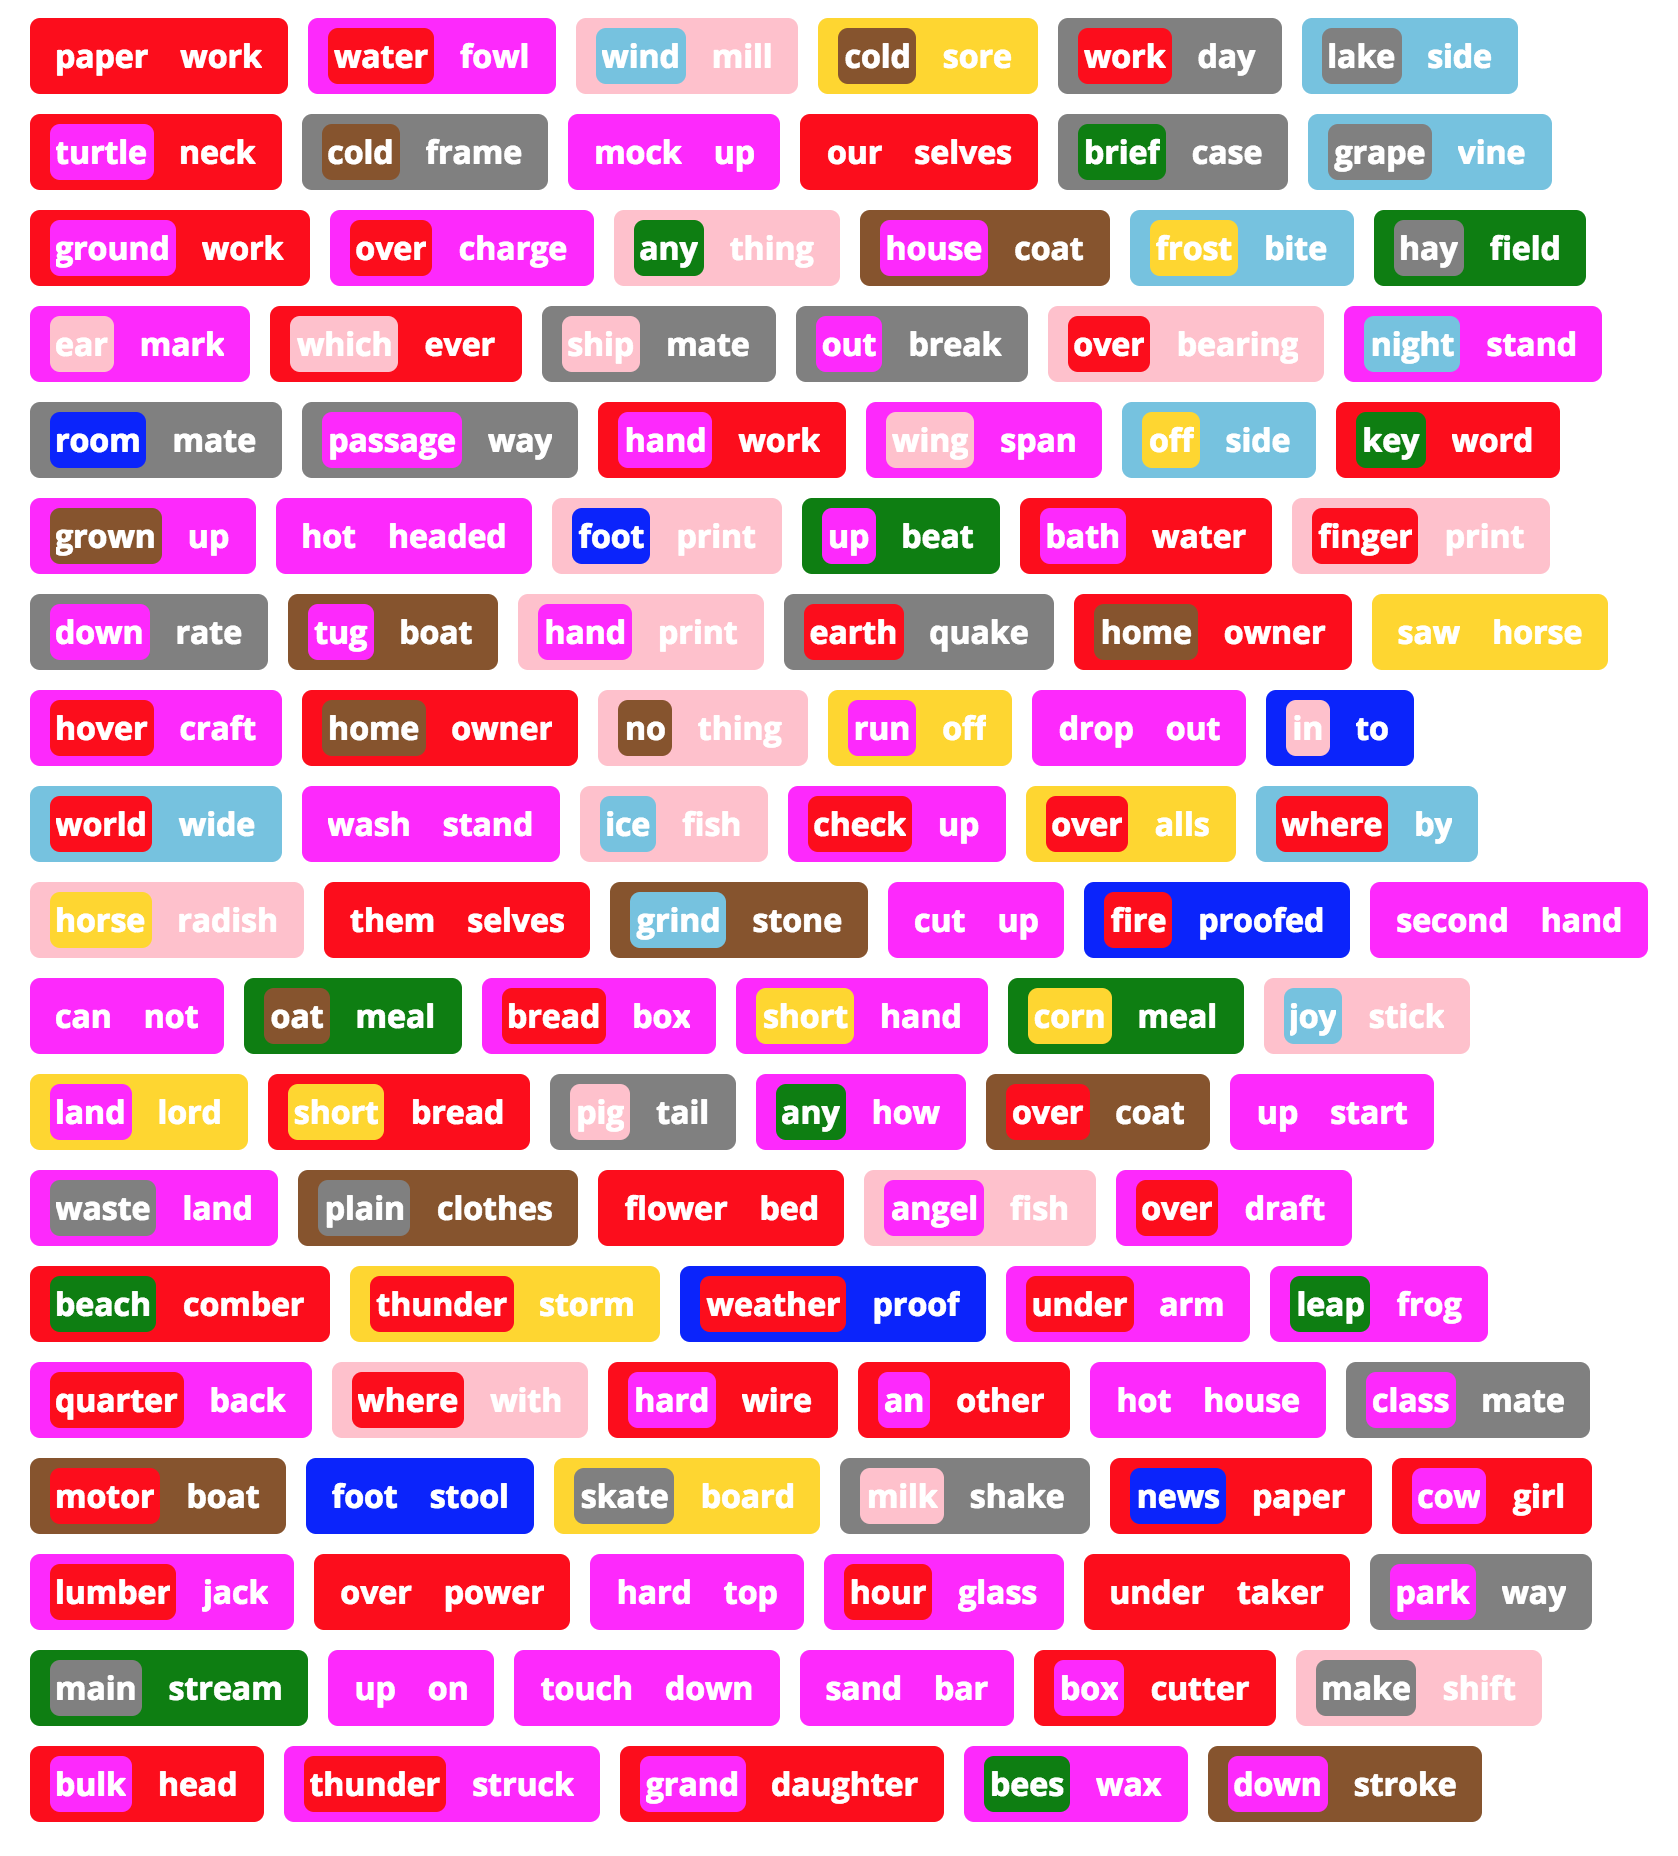 paper work water fowl wind mill cold sore work day lake side
turtle neck cold frame mock up our selves brief case grape vine
ground work over charge any thing house coat frost bite hay field
ear mark which ever ship mate out break over bearing night stand
room mate passage way hand work wing span off side key word
grown up hot headed foot print up beat bath water finger print
down rate tug boat hand print earth quake home owner saw horse
hover craft home owner no thing run off drop out in to
world wide wash stand ice fish check up over alls where by
horse radish them selves grind stone cut up fire proofed second hand
can not oat meal bread box short hand corn meal joy stick
land lord short bread pig tail any how over coat up start
waste land plain clothes flower bed angel fish over draft
beach comber thunder storm weather proof under arm leap frog
quarter back where with hard wire an other hot house class mate
motor boat foot stool skate board milk shake news paper cow girl
lumber jack over power hard top hour glass under taker park way
main stream up on touch down sand bar box cutter make shift
bulk head thunder struck grand daughter bees wax down stroke